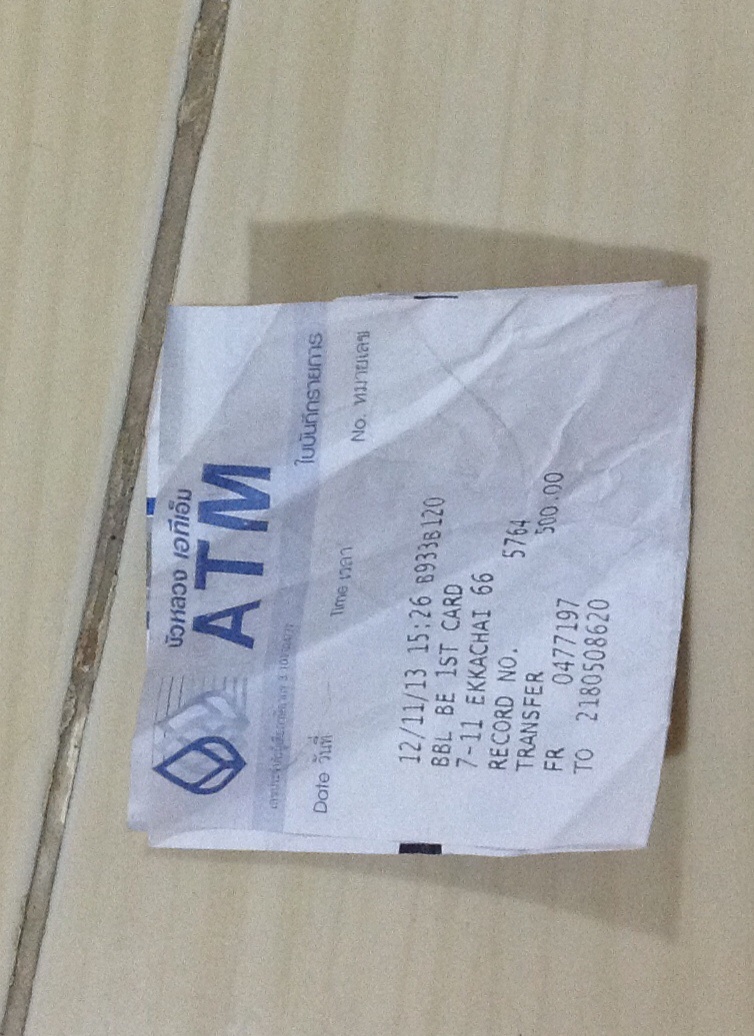 บัวหลวง เอทีเอ็ม
ATM
ใบบันทึกรายการ
Date วันที่ Time เวลา No. หมายเลข
12/11/13 15:26 B933B120
BBL BE 1ST CARD
7-11 EKKACHAI 66
RECORD NO. 5764
TRANSFER 500.00
FR 0477197
TO 2180508620